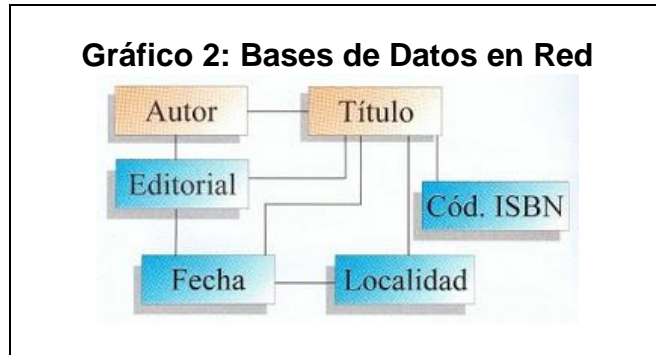 Gráfico 2: Bases de Datos en Red
Autor
Título
Editorial
Cód. ISBN
Fecha
Localidad